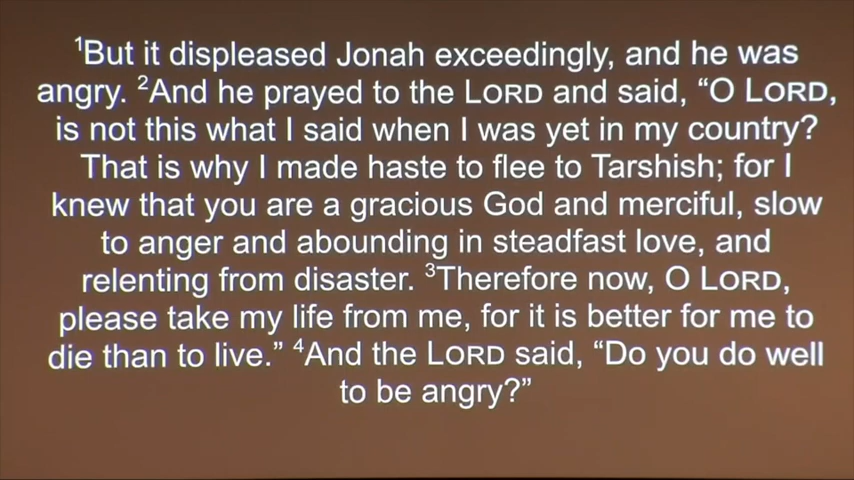 ¹But it displeased Jonah exceedingly, and he was
angry. ²And he prayed to the LORD and said, “O LORD,
is not this what I said when I was yet in my country?
That is why I made haste to flee to Tarshish; for I
knew that you are a gracious God and merciful, slow
to anger and abounding in steadfast love, and
relenting from disaster. ³Therefore now, O LORD,
please take my life from me, for it is better for me to
die than to live.” ⁴And the LORD said, “Do you do well
to be angry?”